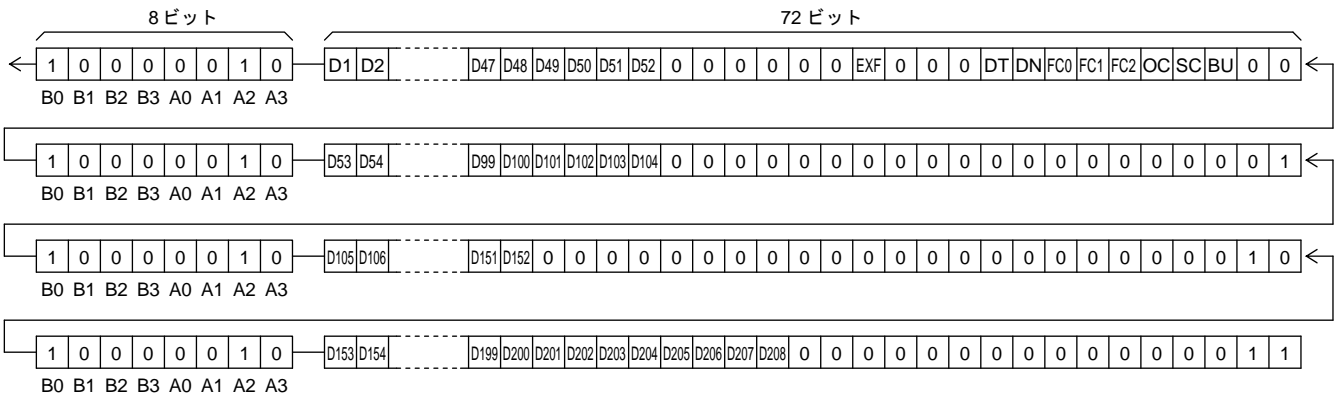 8 ビット 72 ビット
1 0 0 0 0 0 1 0 D1 D2 D47 D48 D49 D50 D51 D52 0 0 0 0 0 0 EXF 0 0 0 DT DN FC0 FC1 FC2 OC SC BU 0 0
B0 B1 B2 B3 A0 A1 A2 A3
1 0 0 0 0 0 1 0 D53 D54 D99 D100 D101 D102 D103 D104 0 0 0 0 0 0 0 0 0 0 0 0 0 0 0 0 0 0 0 1
B0 B1 B2 B3 A0 A1 A2 A3
1 0 0 0 0 0 1 0 D105 D106 D151 D152 0 0 0 0 0 0 0 0 0 0 0 0 0 0 0 0 0 0 0 0 0 0 1 0
B0 B1 B2 B3 A0 A1 A2 A3
1 0 0 0 0 0 1 0 D153 D154 D199 D200 D201 D202 D203 D204 D205 D206 D207 D208 0 0 0 0 0 0 0 0 0 0 0 0 0 0 1 1
B0 B1 B2 B3 A0 A1 A2 A3